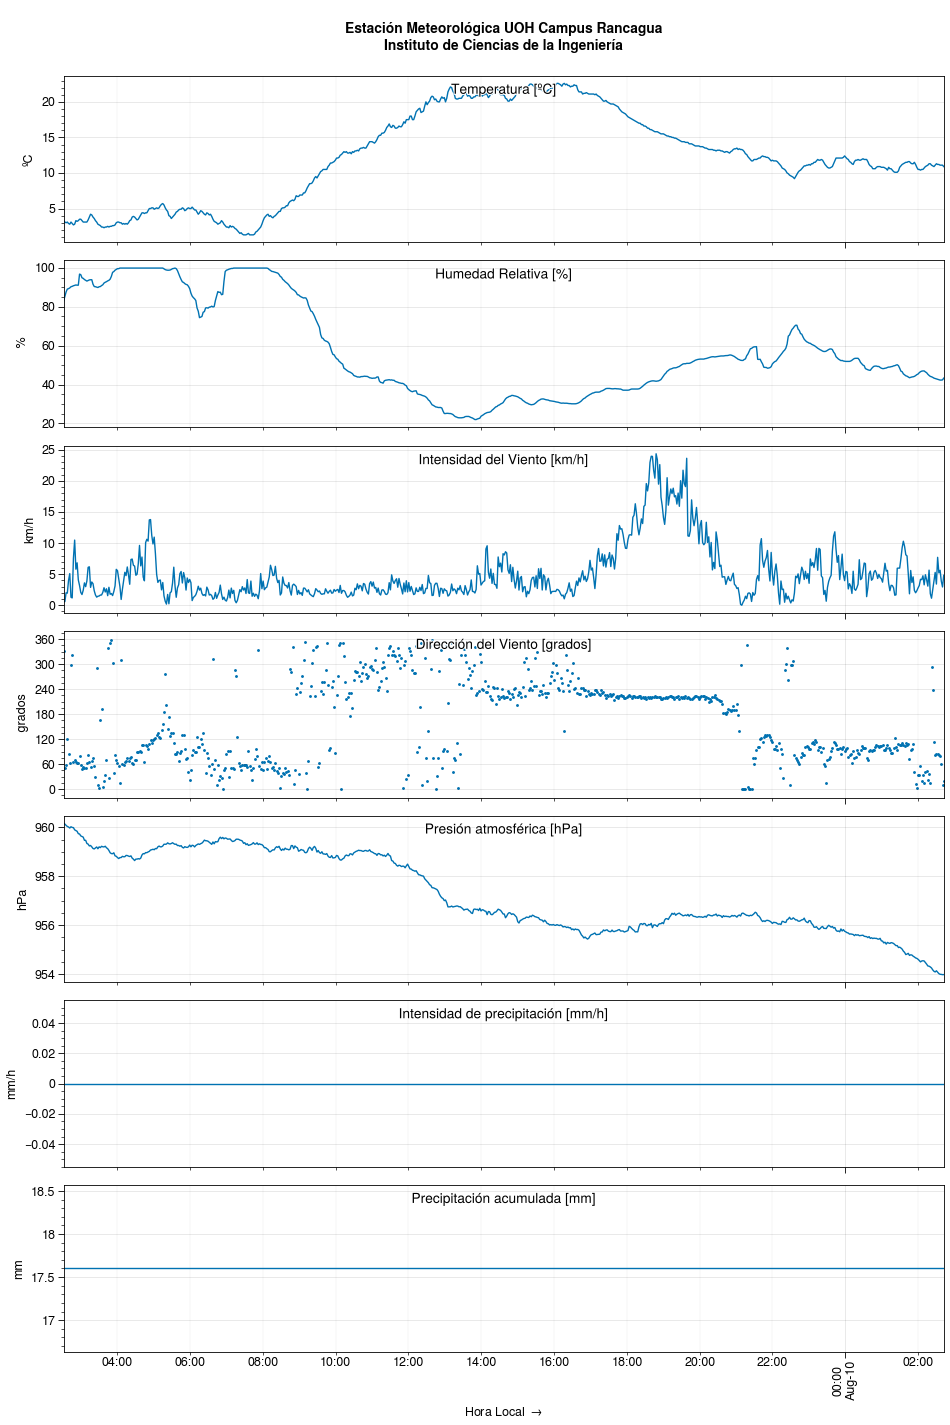 Estación Meteorológica UOH Campus Rancagua
Instituto de Ciencias de la Ingeniería
Temperatura [ºC]
ºC
20
15
10
5
Humedad Relativa [%]
%
100
80
60
40
20
Intensidad del Viento [km/h]
km/h
25
20
15
10
5
0
Dirección del Viento [grados]
grados
360
300
240
180
120
60
0
Presión atmosférica [hPa]
hPa
960
958
956
954
Intensidad de precipitación [mm/h]
mm/h
0.04
0.02
0
−0.02
−0.04
Precipitación acumulada [mm]
mm
18.5
18
17.5
17
04:00 06:00 08:00 10:00 12:00 14:00 16:00 18:00 20:00 22:00 00:00 02:00
Aug-10
Hora Local →